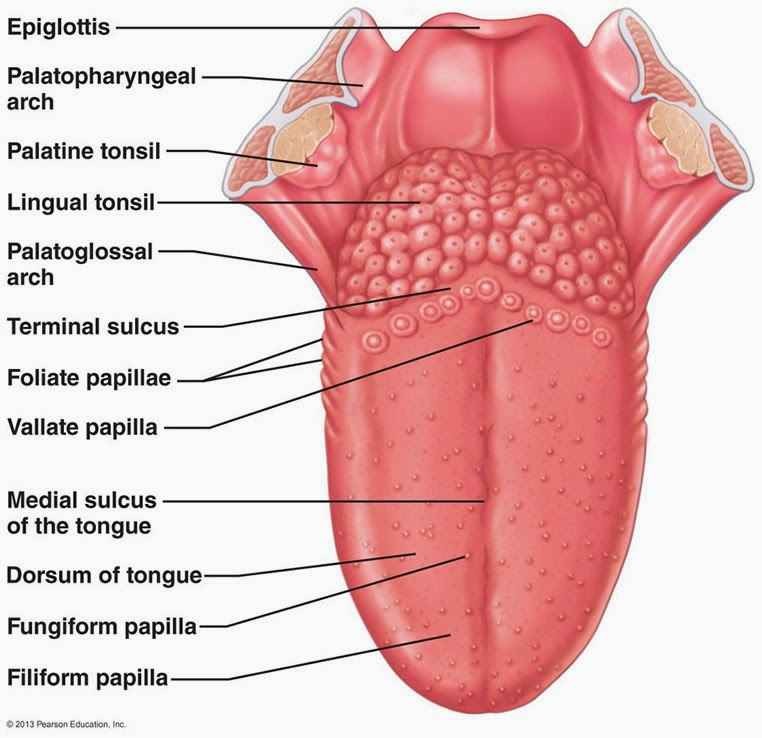 Epiglottis
Palatopharyngeal
arch
Palatine tonsil
Lingual tonsil
Palatoglossal
arch
Terminal sulcus
Foliate papillae
Vallate papilla
Medial sulcus
of the tongue
Dorsum of tongue
Fungiform papilla
Filiform papilla
© 2013 Pearson Education, Inc.